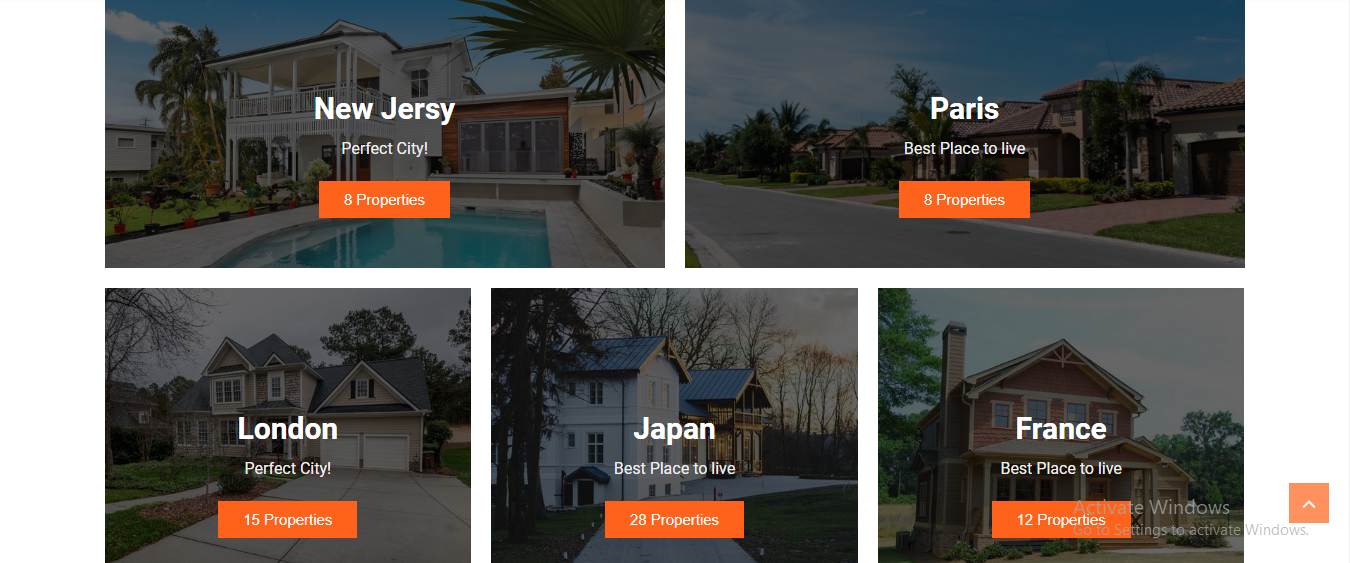 New Jersy
Perfect City!
8 Properties
Paris
Best Place to live
8 Properties
London
Perfect City!
15 Properties
Japan
Best Place to live
28 Properties
France
Best Place to live
12 Properties
Activate Windows
Go to Settings to activate Windows.